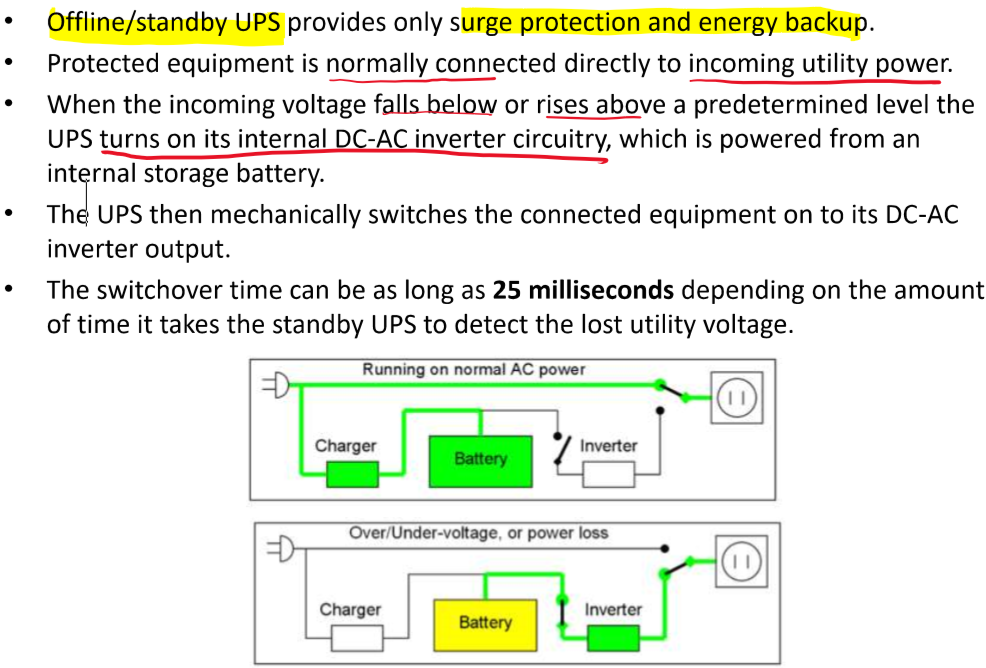 • Offline/standby UPS provides only surge protection and energy backup.
• Protected equipment is normally connected directly to incoming utility power.
• When the incoming voltage falls below or rises above a predetermined level the
UPS turns on its internal DC-AC inverter circuitry, which is powered from an
internal storage battery.
• The UPS then mechanically switches the connected equipment on to its DC-AC
inverter output.
• The switchover time can be as long as 25 milliseconds depending on the amount
of time it takes the standby UPS to detect the lost utility voltage.
Running on normal AC power
Charger
Battery
Inverter
Over/Under-voltage, or power loss
Charger
Battery
Inverter